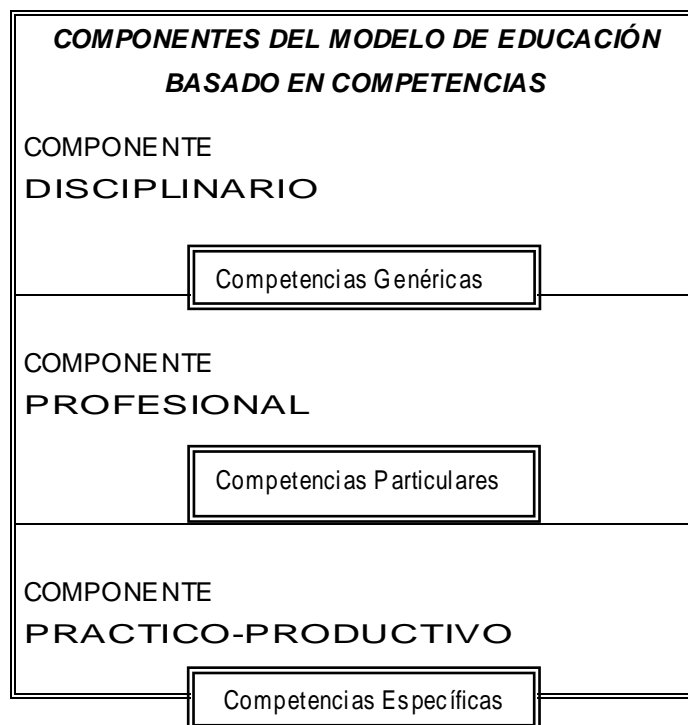 COMPONENTES DEL MODELO DE EDUCACIÓN
BASADO EN COMPETENCIAS
COMPONENTE
DISCIPLINARIO
Competencias Genéricas
COMPONENTE
PROFESIONAL
Competencias Particulares
COMPONENTE
PRACTICO-PRODUCTIVO
Competencias Específicas